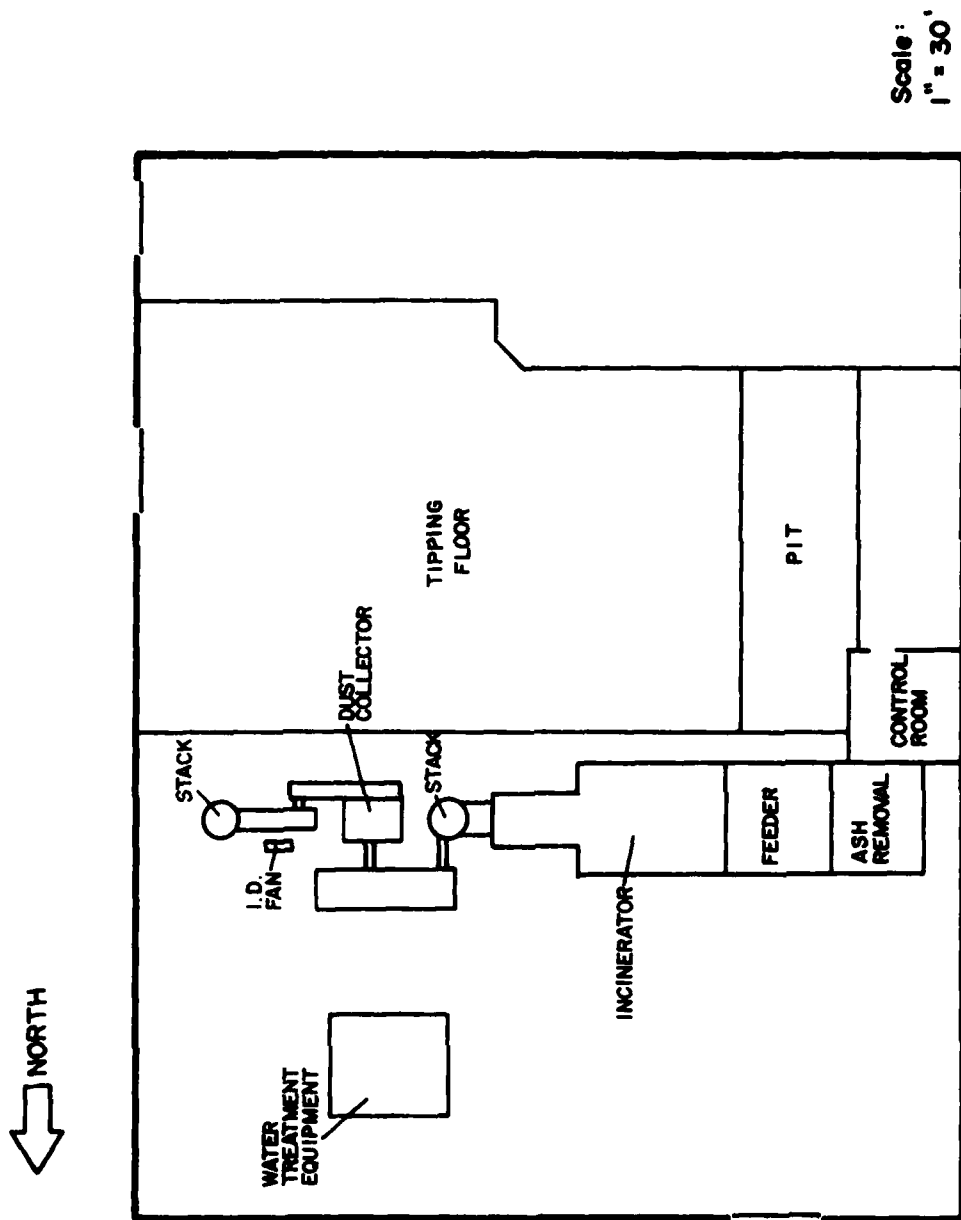 NORTH
WATER
TREATMENT
EQUIPMENT
I.D.
FAN
STACK
DUST
COLLECTOR
STACK
INCINERATOR
FEEDER
ASH
REMOVAL
CONTROL
ROOM
TIPPING
FLOOR
PIT
Scale:
1" = 30'